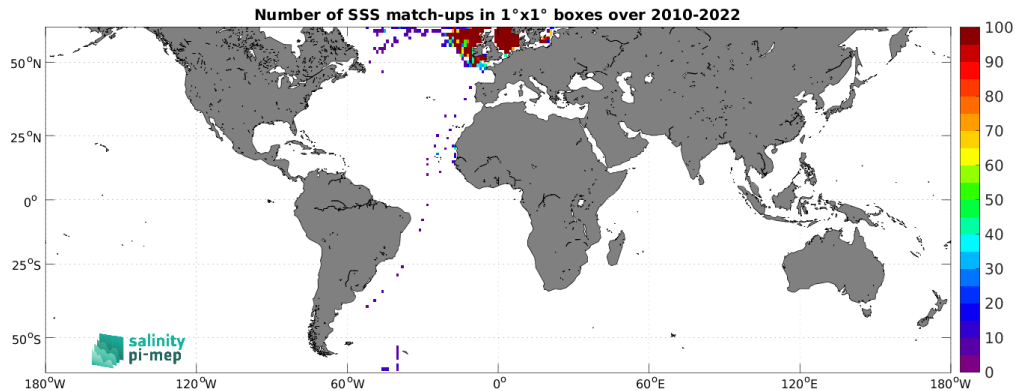 Number of SSS match-ups in 1°x1° boxes over 2010-2022
50°N
25°N
0°
25°S
50°S
180°W
120°W
60°W
0°
60°E
120°E
180°W
100
90
80
70
60
50
40
30
20
10
0
salinity
pi-mep